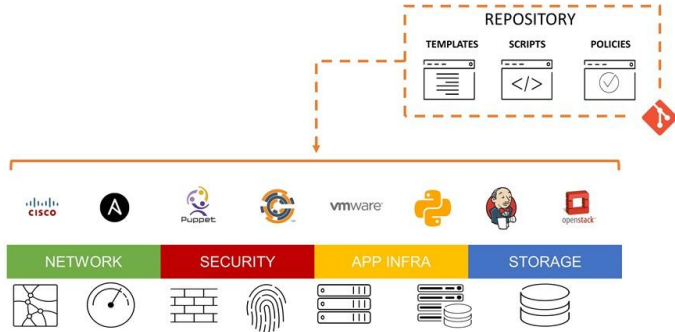 REPOSITORY
TEMPLATES SCRIPTS POLICIES
</>
CISCO
A
Puppet
vmware
openstack
NETWORK SECURITY APP INFRA STORAGE